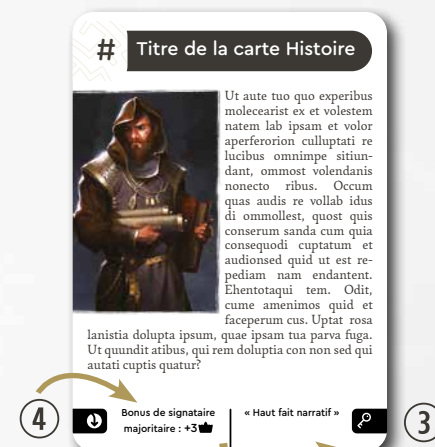 # Titre de la carte Histoire
Ut aute tuo quo experibus
molecearist ex et volestem
natem lab ipsam et volor
aperferorion culluptati re
lucibus omnimpe sitiun-
dant, ommost volendanis
nonecto ribus. Occum
quas audis re vollab idus
di ommollest, quost quis
conserum sanda cum quia
consequodi cuptatum et
audionsed quid ut est re-
pediam nam endantent.
Ehentotaqui tem. Odit,
cume amenimos quid et
faceperum cus. Uptat rosa
lanistia dolupta ipsum, quae ipsam tua parva fuga.
Ut quundit atibus, qui rem doluptia con non sed qui
autati cuptis quatur?
4
Bonus de signataire
majoritaire : +3
« Haut fait narratif »
3